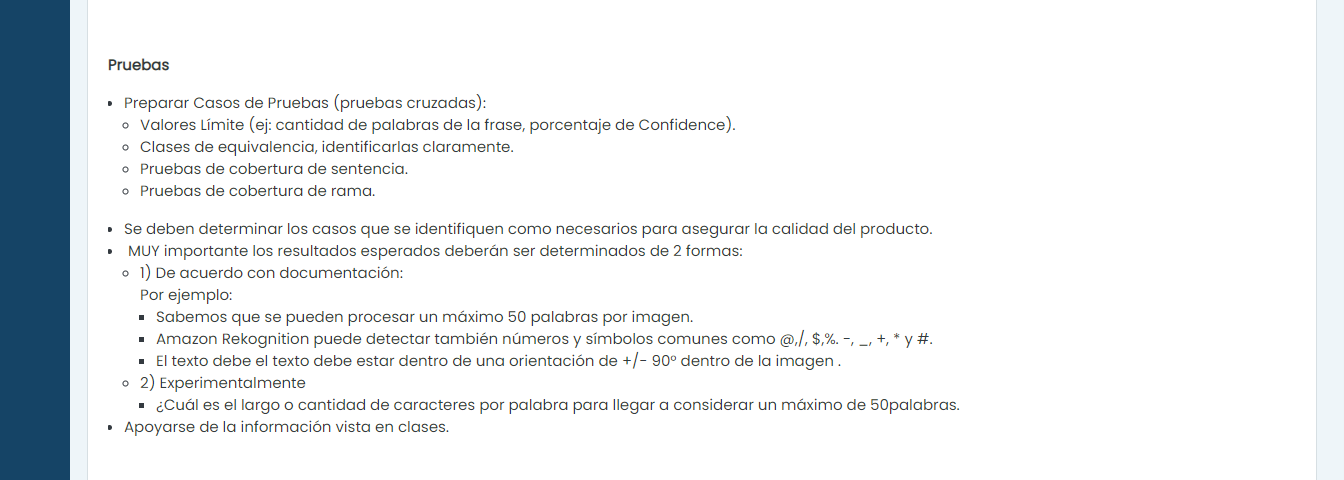 Pruebas
Preparar Casos de Pruebas (pruebas cruzadas):
Valores Límite (ej: cantidad de palabras de la frase, porcentaje de Confidence).
Clases de equivalencia, identificarlas claramente.
Pruebas de cobertura de sentencia.
Pruebas de cobertura de rama.
Se deben determinar los casos que se identifiquen como necesarios para asegurar la calidad del producto.
MUY importante los resultados esperados deberán ser determinados de 2 formas:
1) De acuerdo con documentación:
Por ejemplo:
Sabemos que se pueden procesar un máximo 50 palabras por imagen.
Amazon Rekognition puede detectar también números y símbolos comunes como @,/, $,%. -, _, +, * y #.
El texto debe el texto debe estar dentro de una orientación de +/- 90° dentro de la imagen .
2) Experimentalmente
¿Cuál es el largo o cantidad de caracteres por palabra para llegar a considerar un máximo de 50palabras.
Apoyarse de la información vista en clases.